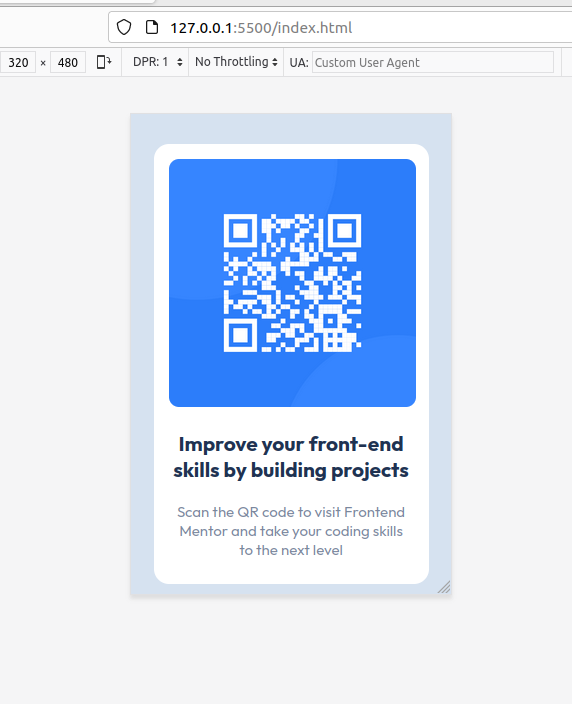 127.0.0.1:5500/index.html
320 × 480 DPR: 1 No Throttling UA: Custom User Agent
Improve your front-end
skills by building projects
Scan the QR code to visit Frontend
Mentor and take your coding skills
to the next level